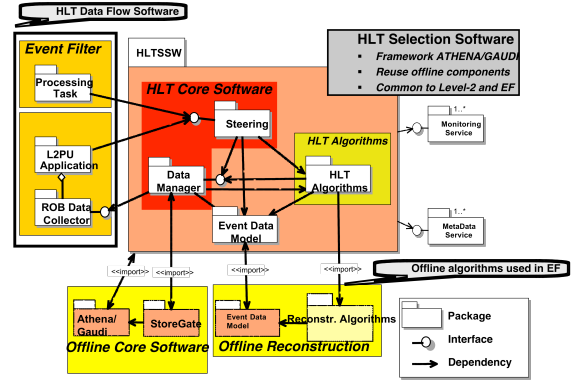 HLT Data Flow Software
Event Filter
Processing
Task
L2PU
Application
ROB Data
Collector
HLTSSW
HLT Selection Software
▪ Framework ATHENA/GAUDI
▪ Reuse offline components
▪ Common to Level-2 and EF
HLT Core Software
Steering
HLT Algorithms
HLT
Algorithms
Data
Manager
Event Data
Model
1..*
Monitoring
Service
1..*
MetaData
Service
<<import>>
<<import>>
<<import>>
<<import>>
Offline algorithms used in EF
Athena/
Gaudi
StoreGate
Offline Core Software
Event Data
Model
Reconstr. Algorithms
Offline Reconstruction
Package
Interface
Dependency